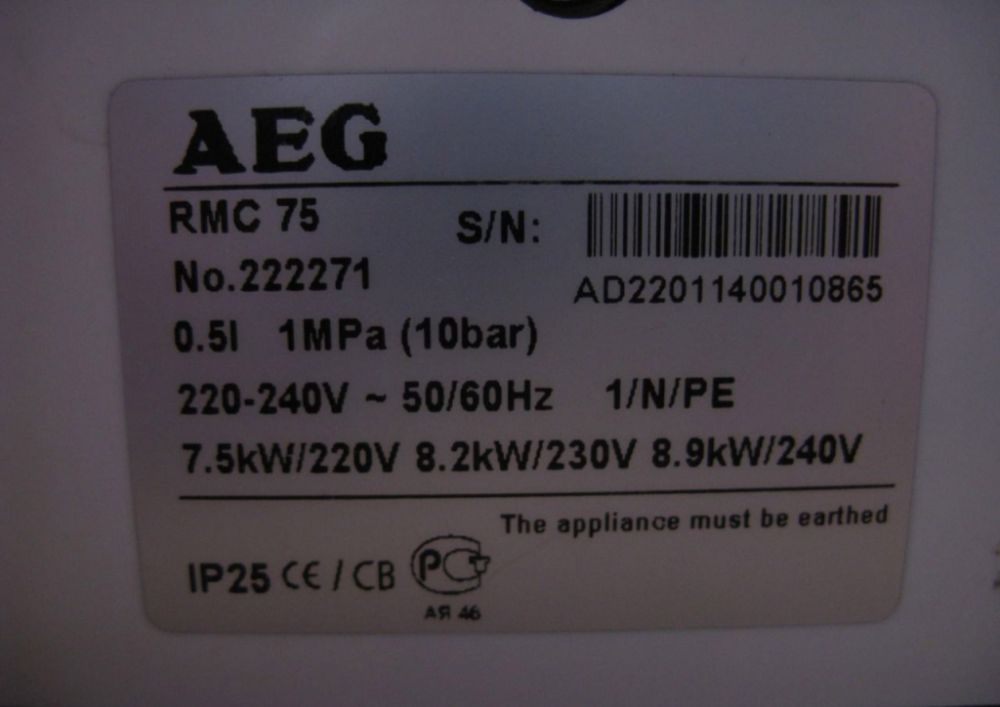 AEG
RMC 75
S/N:
No.222271
AD2201140010865
0.5l 1MPa (10bar)
220-240V ~ 50/60Hz 1/N/PE
7.5kW/220V 8.2kW/230V 8.9kW/240V
The appliance must be earthed
IP25 CE / CB PCT
АЯ 46